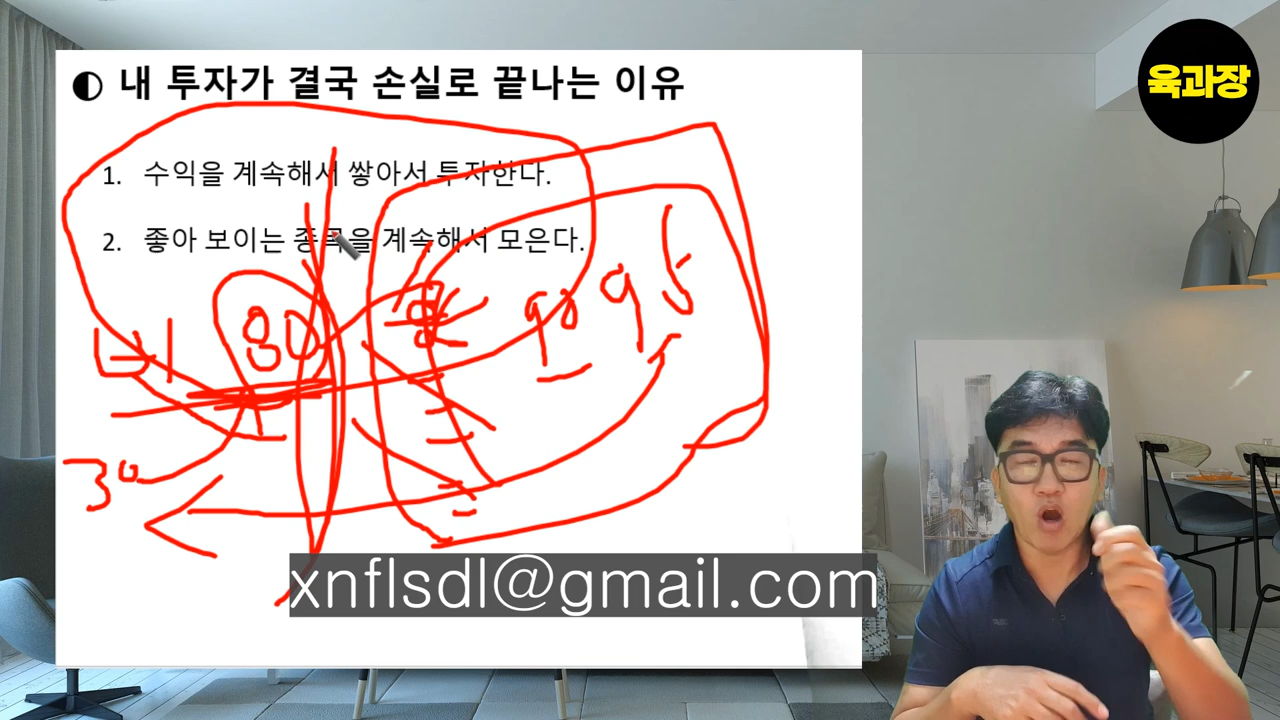 육과장
◐ 내 투자가 결국 손실로 끝나는 이유
1. 수익을 계속해서 쌓아서 투자한다.
2. 좋아 보이는 종목을 계속해서 모은다.
80 90 95
30
xnflsdl@gmail.com